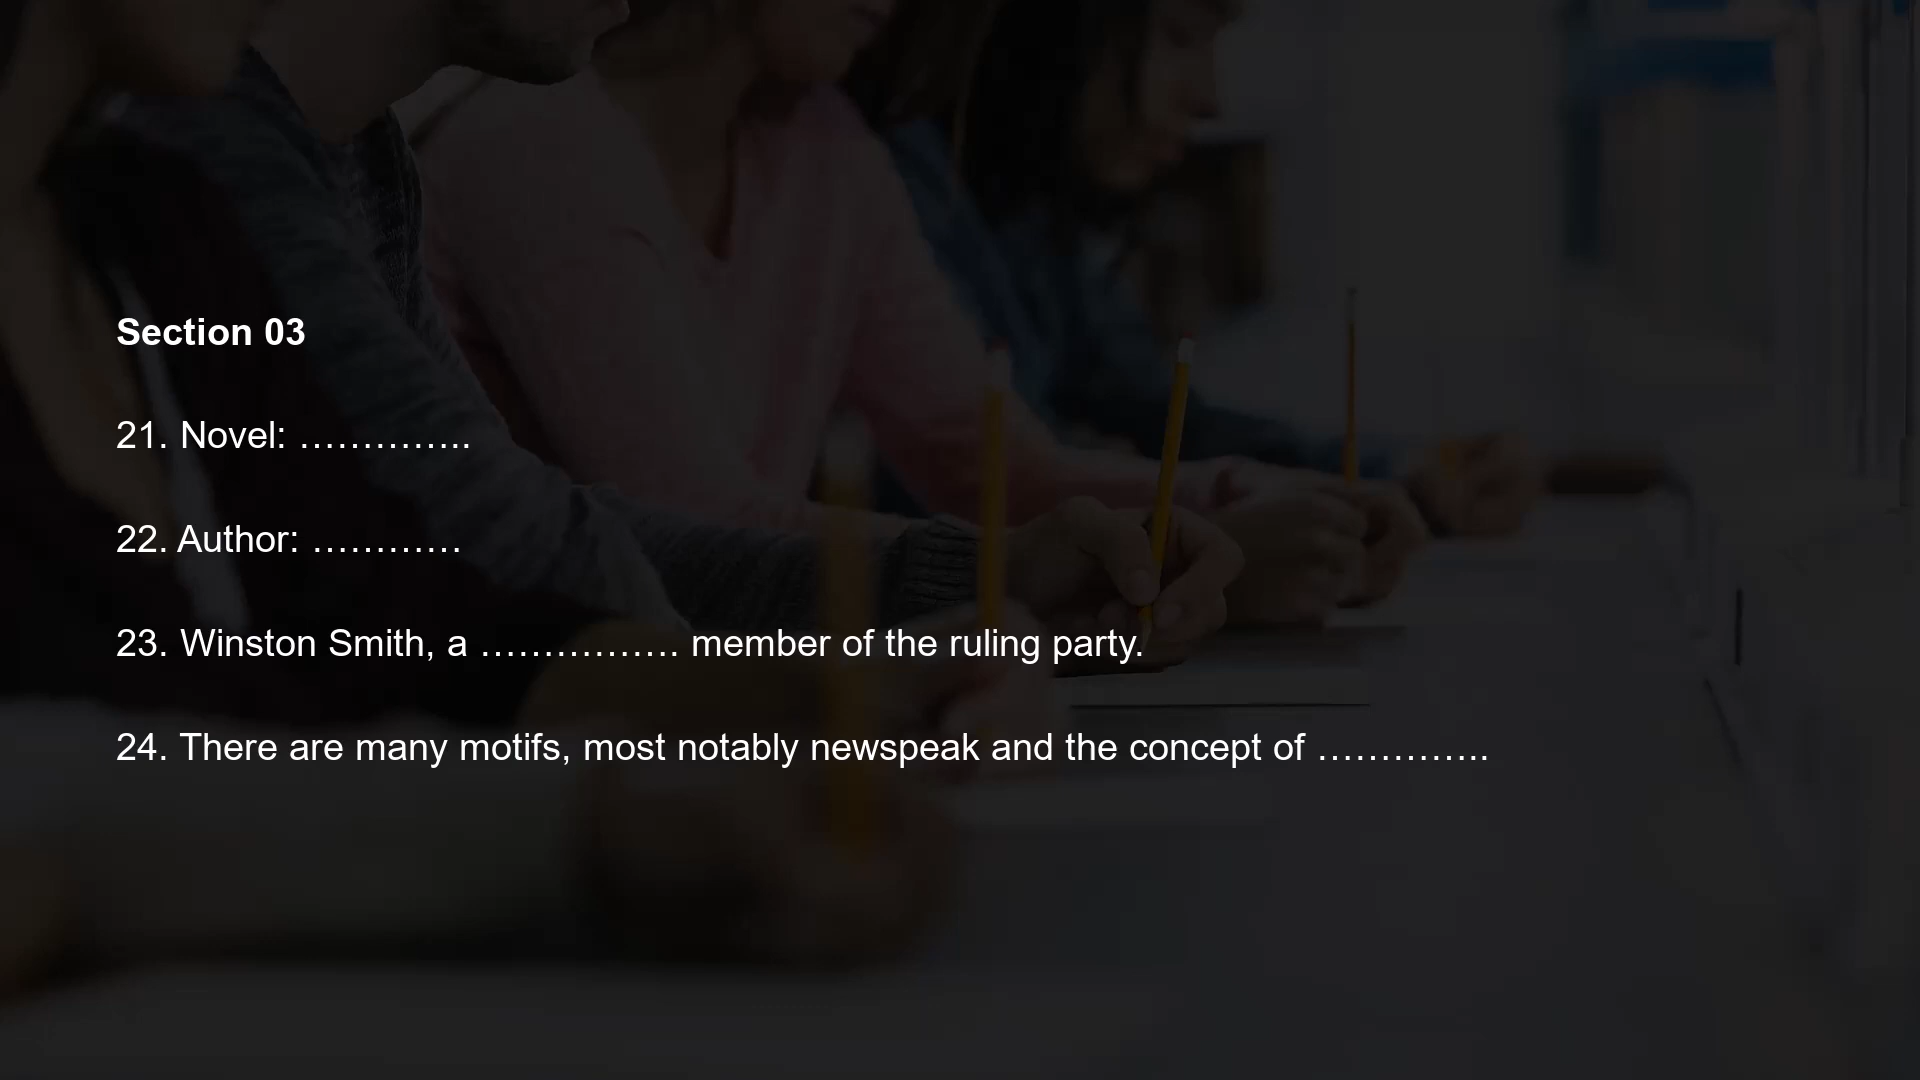 Section 03
21. Novel: …………..
22. Author: …………
23. Winston Smith, a ……………. member of the ruling party.
24. There are many motifs, most notably newspeak and the concept of …………..